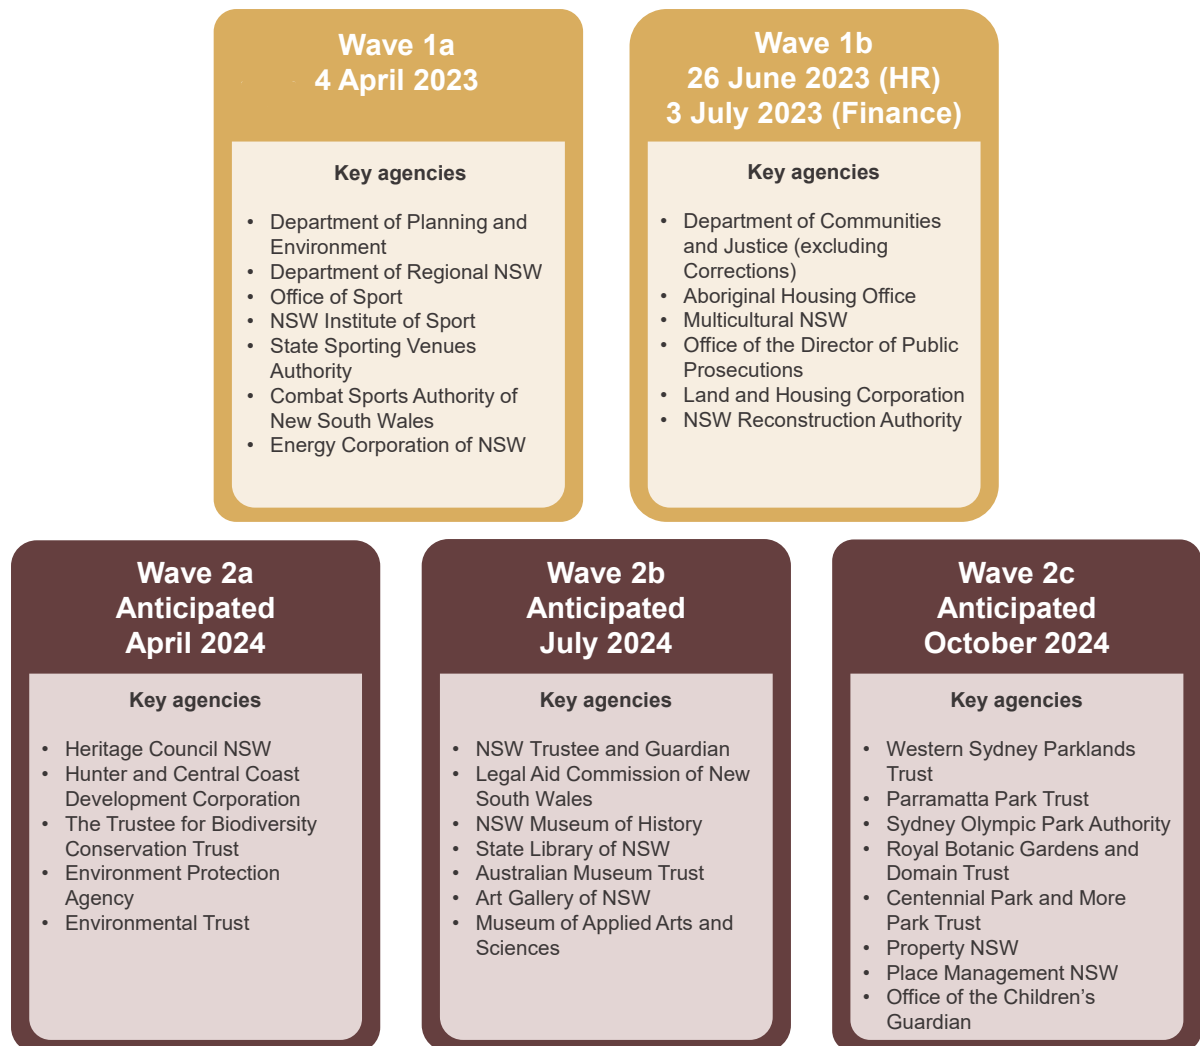 Wave 1a
4 April 2023
Key agencies
• Department of Planning and
Environment
• Department of Regional NSW
• Office of Sport
• NSW Institute of Sport
• State Sporting Venues
Authority
• Combat Sports Authority of
New South Wales
• Energy Corporation of NSW
Wave 1b
26 June 2023 (HR)
3 July 2023 (Finance)
Key agencies
• Department of Communities
and Justice (excluding
Corrections)
• Aboriginal Housing Office
• Multicultural NSW
• Office of the Director of Public
Prosecutions
• Land and Housing Corporation
• NSW Reconstruction Authority
Wave 2a
Anticipated
April 2024
Key agencies
• Heritage Council NSW
• Hunter and Central Coast
Development Corporation
• The Trustee for Biodiversity
Conservation Trust
• Environment Protection
Agency
• Environmental Trust
Wave 2b
Anticipated
July 2024
Key agencies
• NSW Trustee and Guardian
• Legal Aid Commission of New
South Wales
• NSW Museum of History
• State Library of NSW
• Australian Museum Trust
• Art Gallery of NSW
• Museum of Applied Arts and
Sciences
Wave 2c
Anticipated
October 2024
Key agencies
• Western Sydney Parklands
Trust
• Parramatta Park Trust
• Sydney Olympic Park Authority
• Royal Botanic Gardens and
Domain Trust
• Centennial Park and More
Park Trust
• Property NSW
• Place Management NSW
• Office of the Children’s
Guardian